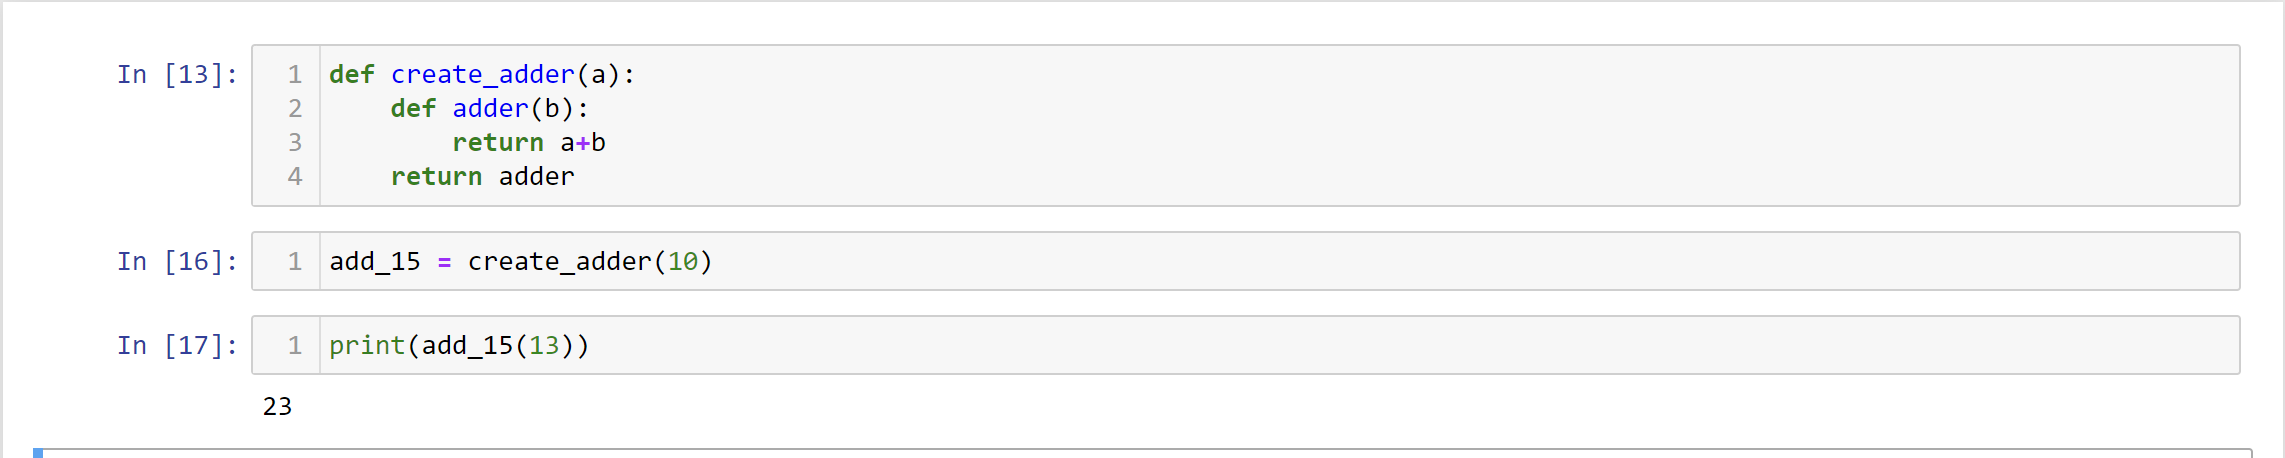 In [13]:
1 def create_adder(a):
2     def adder(b):
3         return a+b
4     return adder
In [16]:
1 add_15 = create_adder(10)
In [17]:
1 print(add_15(13))
23